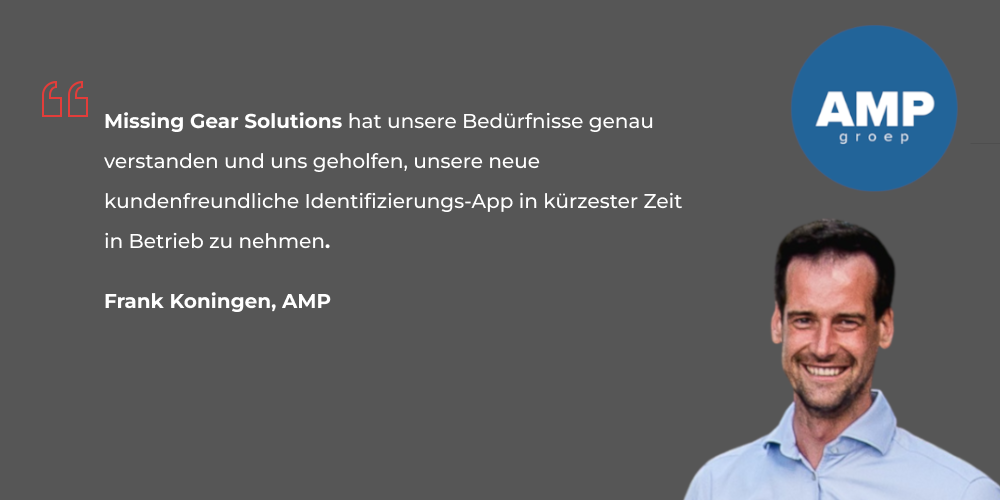 Missing Gear Solutions hat unsere Bedürfnisse genau
verstanden und uns geholfen, unsere neue
kundenfreundliche Identifizierungs-App in kürzester Zeit
in Betrieb zu nehmen.
Frank Koningen, AMP
AMP
groep